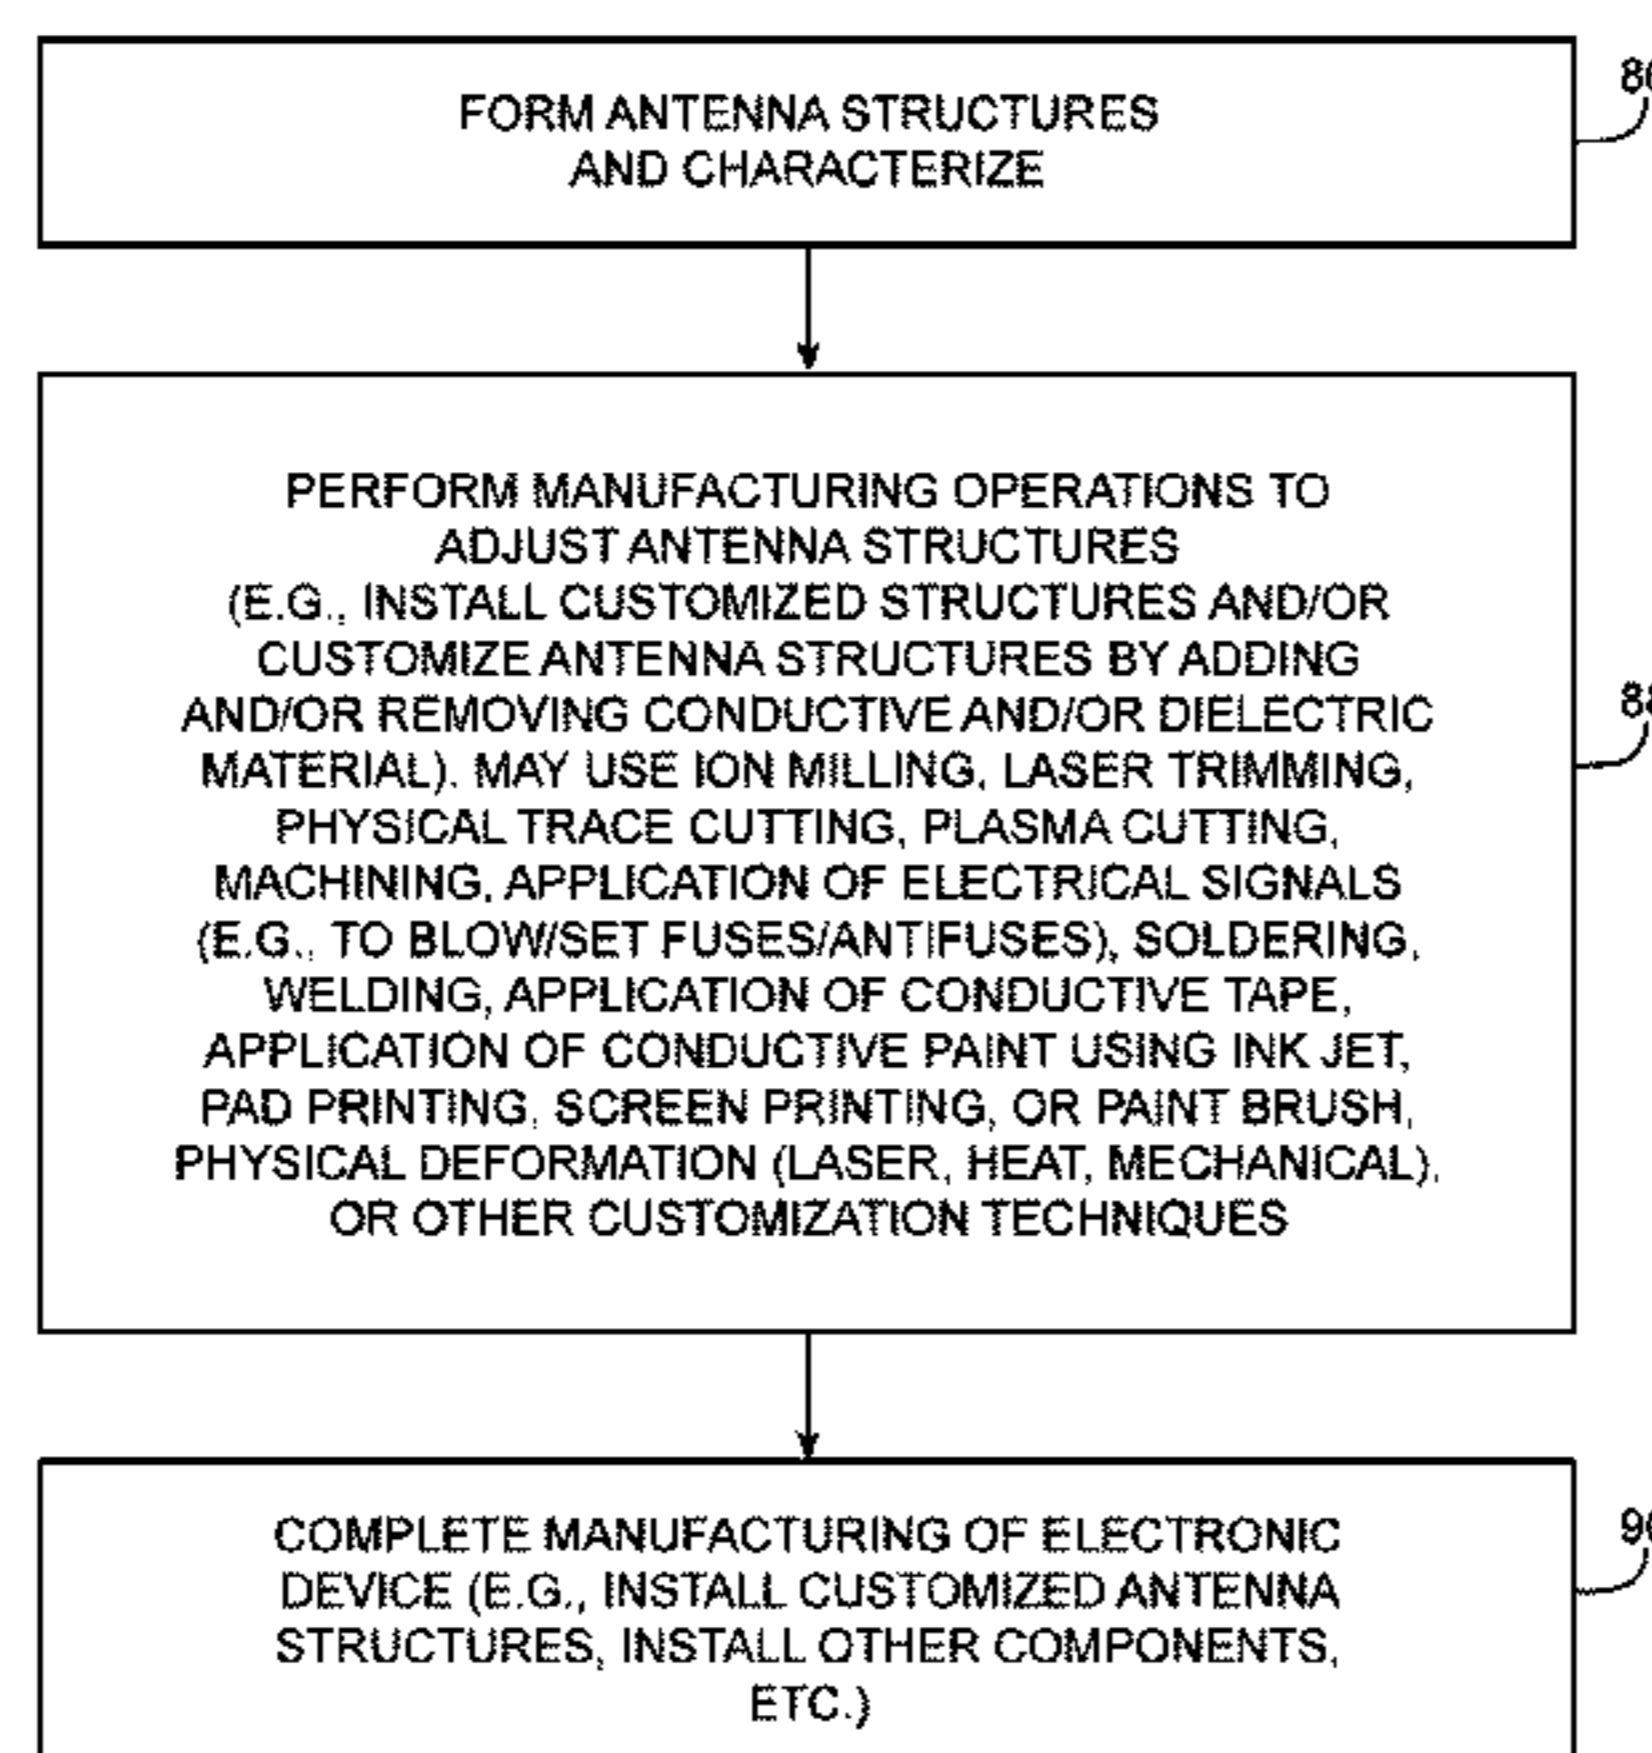 FORM ANTENNA STRUCTURES
AND CHARACTERIZE
PERFORM MANUFACTURING OPERATIONS TO
ADJUST ANTENNA STRUCTURES
(E.G., INSTALL CUSTOMIZED STRUCTURES AND/OR
CUSTOMIZE ANTENNA STRUCTURES BY ADDING
AND/OR REMOVING CONDUCTIVE AND/OR DIELECTRIC
MATERIAL). MAY USE ION MILLING, LASER TRIMMING,
PHYSICAL TRACE CUTTING, PLASMA CUTTING,
MACHINING, APPLICATION OF ELECTRICAL SIGNALS
(E.G., TO BLOW/SET FUSES/ANTIFUSES), SOLDERING,
WELDING, APPLICATION OF CONDUCTIVE TAPE,
APPLICATION OF CONDUCTIVE PAINT USING INK JET,
PAD PRINTING, SCREEN PRINTING, OR PAINT BRUSH,
PHYSICAL DEFORMATION (LASER, HEAT, MECHANICAL),
OR OTHER CUSTOMIZATION TECHNIQUES
COMPLETE MANUFACTURING OF ELECTRONIC
DEVICE (E.G., INSTALL CUSTOMIZED ANTENNA
STRUCTURES, INSTALL OTHER COMPONENTS,
ETC.)